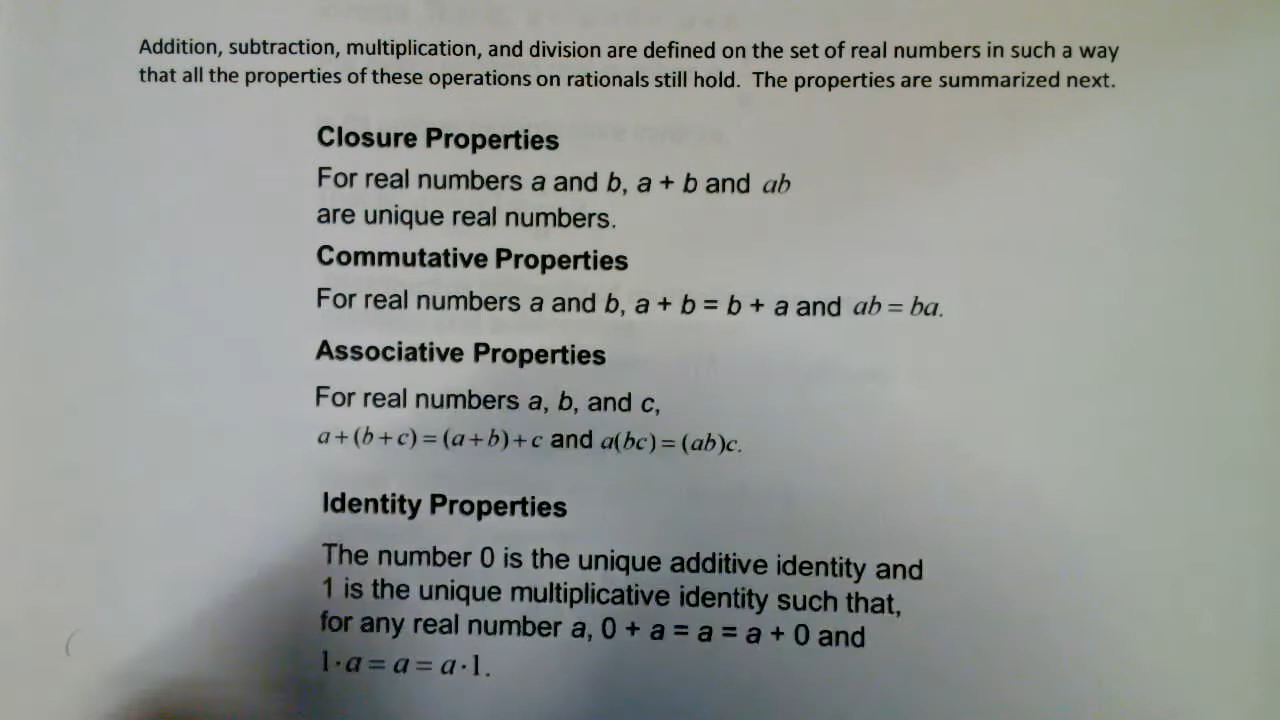 Addition, subtraction, multiplication, and division are defined on the set of real numbers in such a way
that all the properties of these operations on rationals still hold. The properties are summarized next.
Closure Properties
For real numbers a and b, a + b and ab
are unique real numbers.
Commutative Properties
For real numbers a and b, a + b = b + a and ab = ba.
Associative Properties
For real numbers a, b, and c,
a+(b+c)=(a+b)+c and a(bc)=(ab)c.
Identity Properties
The number 0 is the unique additive identity and
1 is the unique multiplicative identity such that,
for any real number a, 0 + a = a = a + 0 and
1·a = a = a·1.